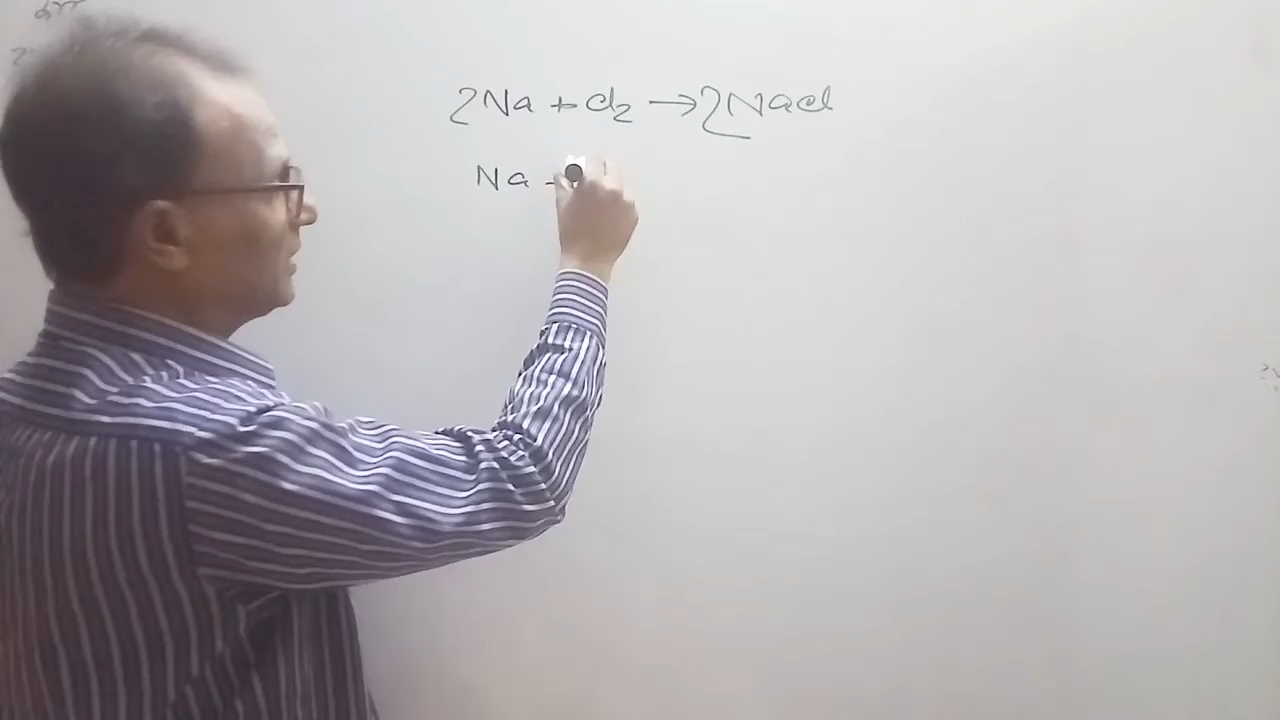 2Na + Cl2 → 2NaCl
Na -